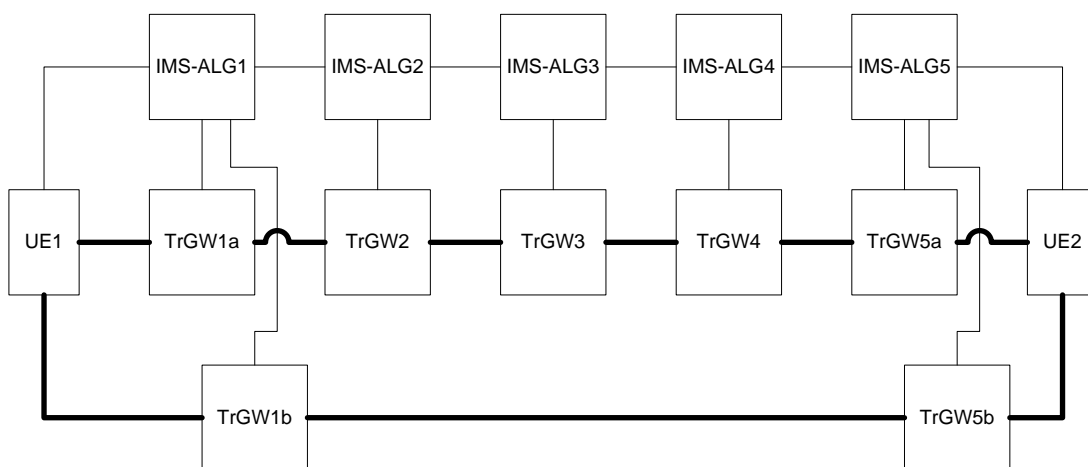 IMS-ALG1
IMS-ALG2
IMS-ALG3
IMS-ALG4
IMS-ALG5
UE1
TrGW1a
TrGW2
TrGW3
TrGW4
TrGW5a
UE2
TrGW1b
TrGW5b